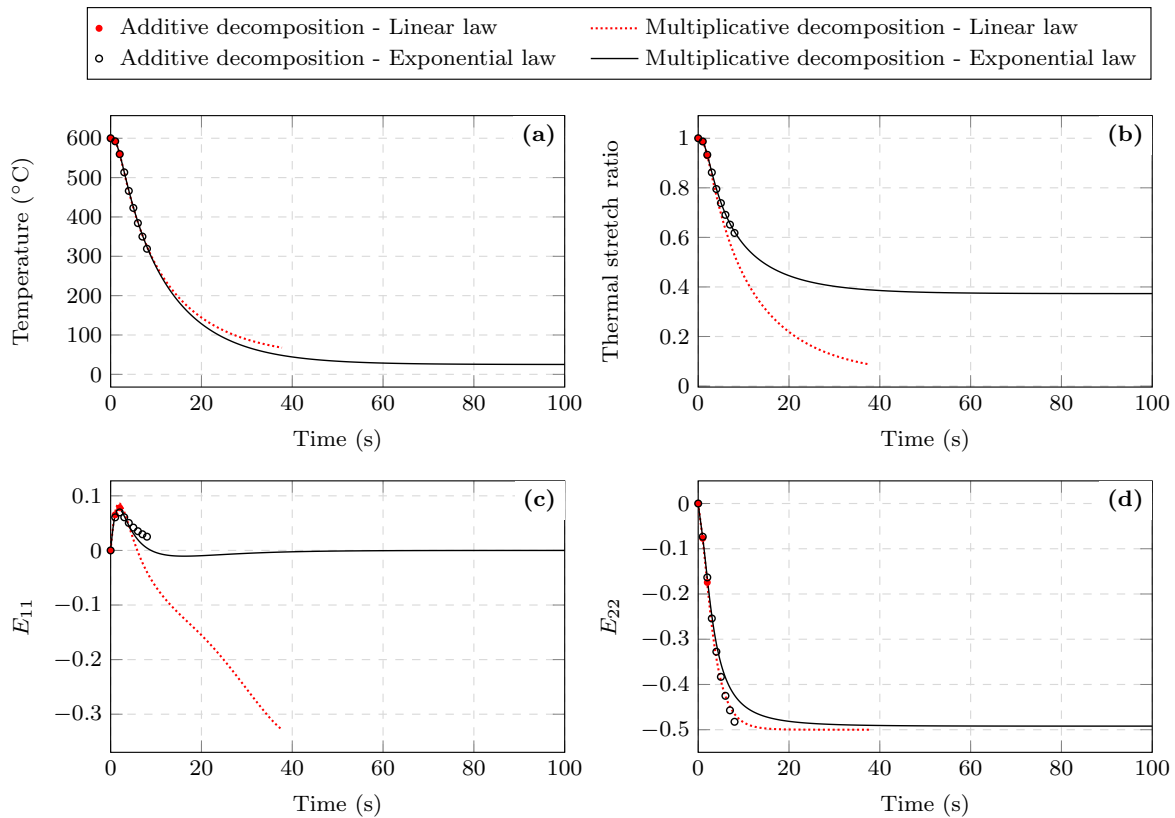 Additive decomposition - Linear law
Multiplicative decomposition - Linear law
Additive decomposition - Exponential law
Multiplicative decomposition - Exponential law
(a)
Temperature (°C)
600
500
400
300
200
100
0
0 20 40 60 80 100
Time (s)
(b)
Thermal stretch ratio
1
0.8
0.6
0.4
0.2
0
0 20 40 60 80 100
Time (s)
(c)
E11
0.1
0
−0.1
−0.2
−0.3
0 20 40 60 80 100
Time (s)
(d)
E22
0
−0.1
−0.2
−0.3
−0.4
−0.5
0 20 40 60 80 100
Time (s)